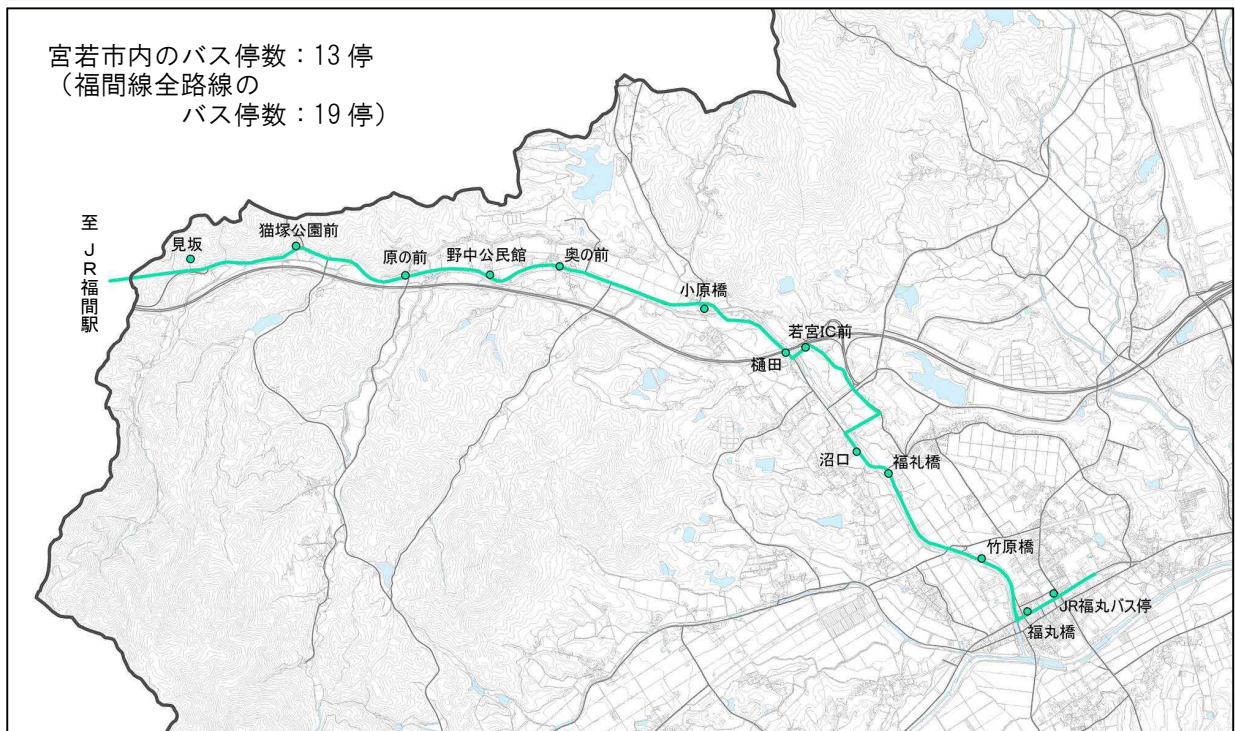 宮若市内のバス停数：13停
（福間線全路線の
バス停数：19停）
至 JR福間駅
見坂
猫塚公園前
原の前
野中公民館
奥の前
小原橋
若宮IC前
樋田
沼口
福礼橋
竹原橋
JR福丸バス停
福丸橋